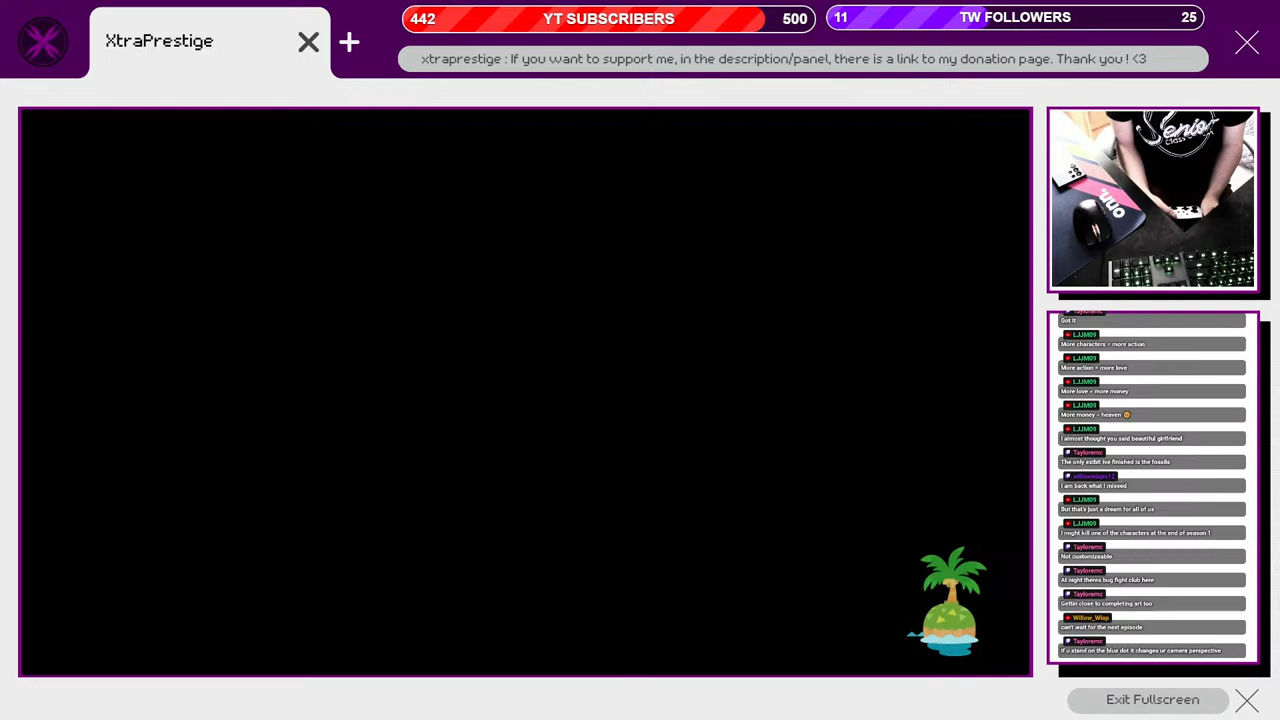 442 YT SUBSCRIBERS 500
11 TW FOLLOWERS 25
XtraPrestige
xtraprestige : If you want to support me, in the description/panel, there is a link to my donation page. Thank you ! <3
Senior
Class
onn.
Tayloremc
Got it
LJJM09
More characters = more action
LJJM09
More action = more love
LJJM09
More love = more money
LJJM09
More money = heaven
LJJM09
I almost thought you said beautiful girlfriend
Tayloremc
The only exibit ive finished is the fossils
I am back what I missed
LJJM09
But that's just a dream for all of us
LJJM09
I might kill one of the characters at the end of season 1
Tayloremc
Not customizeable
Tayloremc
At night theres bug fight club here
Tayloremc
Gettin close to completing art too
Willow_Wisp
can't wait for the next episode
Tayloremc
if u stand on the blue dot it changes ur camera perspective
Exit Fullscreen